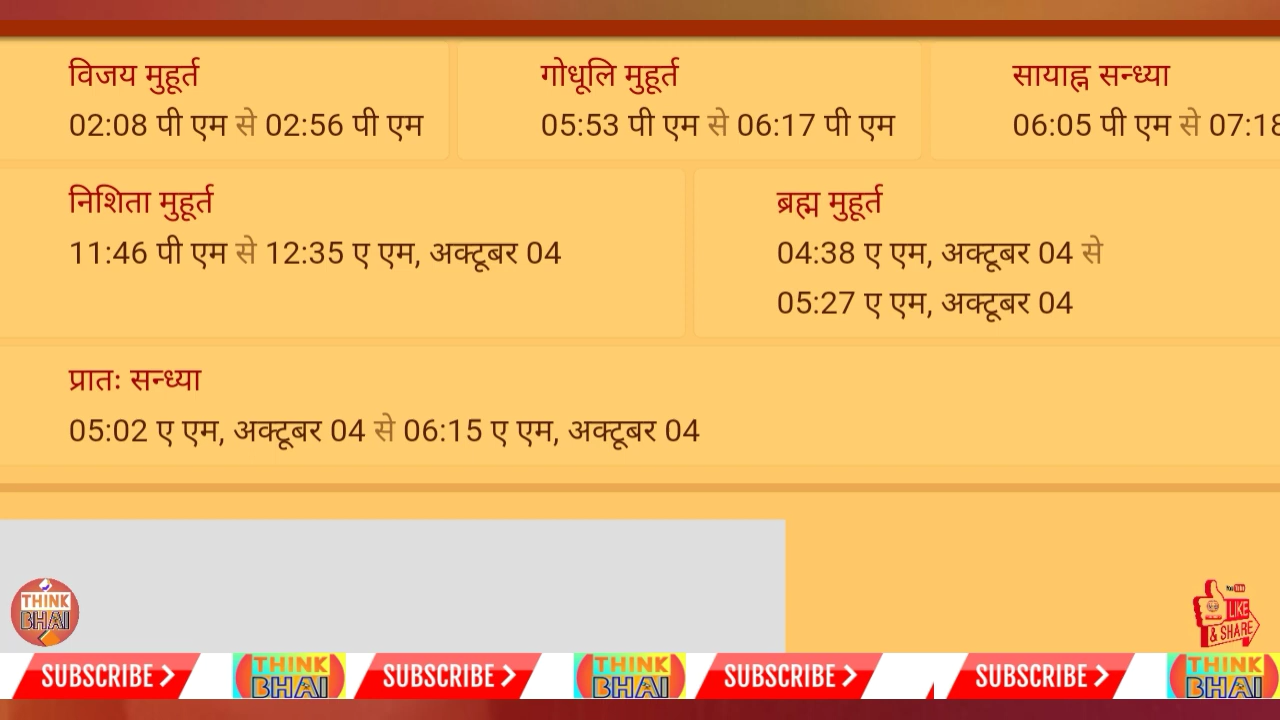 विजय मुहूर्त
02:08 पी एम से 02:56 पी एम
गोधूलि मुहूर्त
05:53 पी एम से 06:17 पी एम
सायाह्न सन्ध्या
06:05 पी एम से 07:18
निशिता मुहूर्त
11:46 पी एम से 12:35 ए एम, अक्टूबर 04
ब्रह्म मुहूर्त
04:38 ए एम, अक्टूबर 04 से
05:27 ए एम, अक्टूबर 04
प्रातः सन्ध्या
05:02 ए एम, अक्टूबर 04 से 06:15 ए एम, अक्टूबर 04
THINK
BHAI
YouTube
LIKE
& SHARE
SUBSCRIBE > THINK BHAI SUBSCRIBE > THINK BHAI SUBSCRIBE > SUBSCRIBE > THINK BHAI